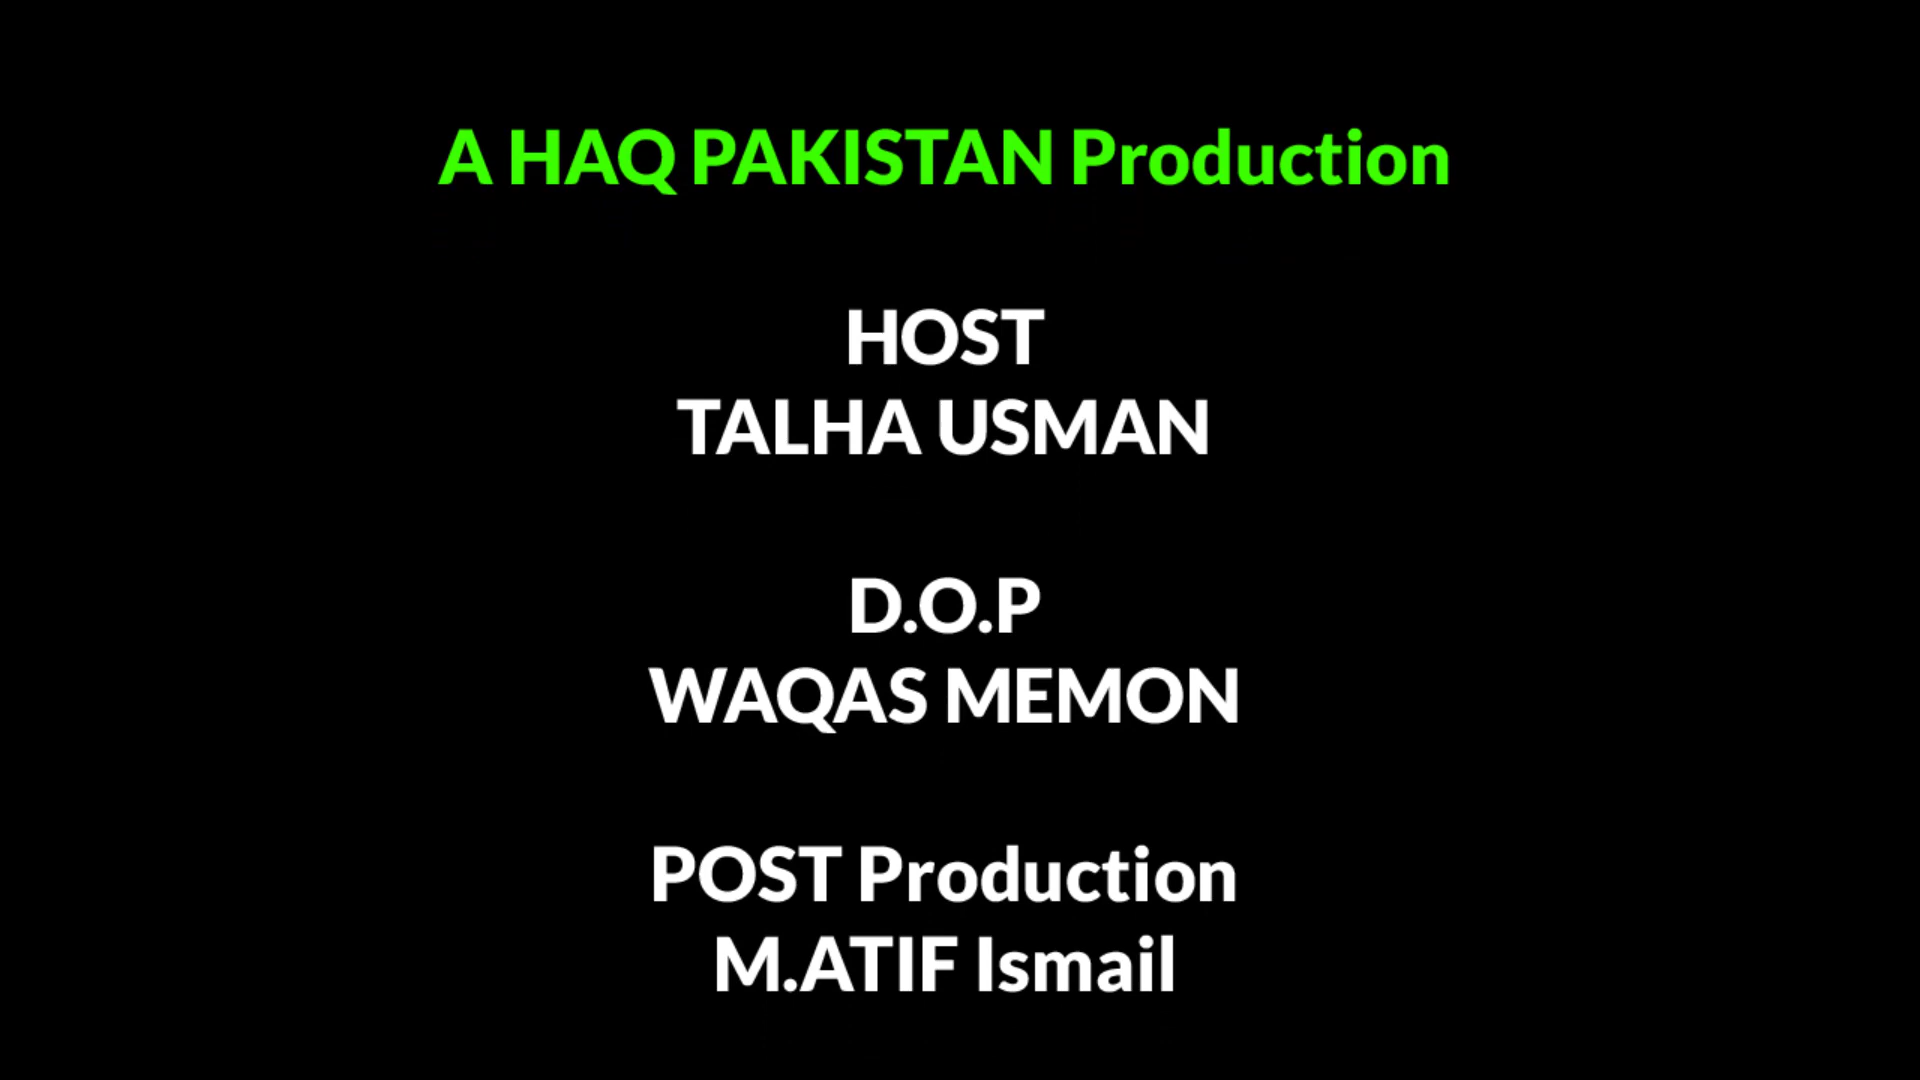 A HAQ PAKISTAN Production
HOST
TALHA USMAN
D.O.P
WAQAS MEMON
POST Production
M.ATIF Ismail